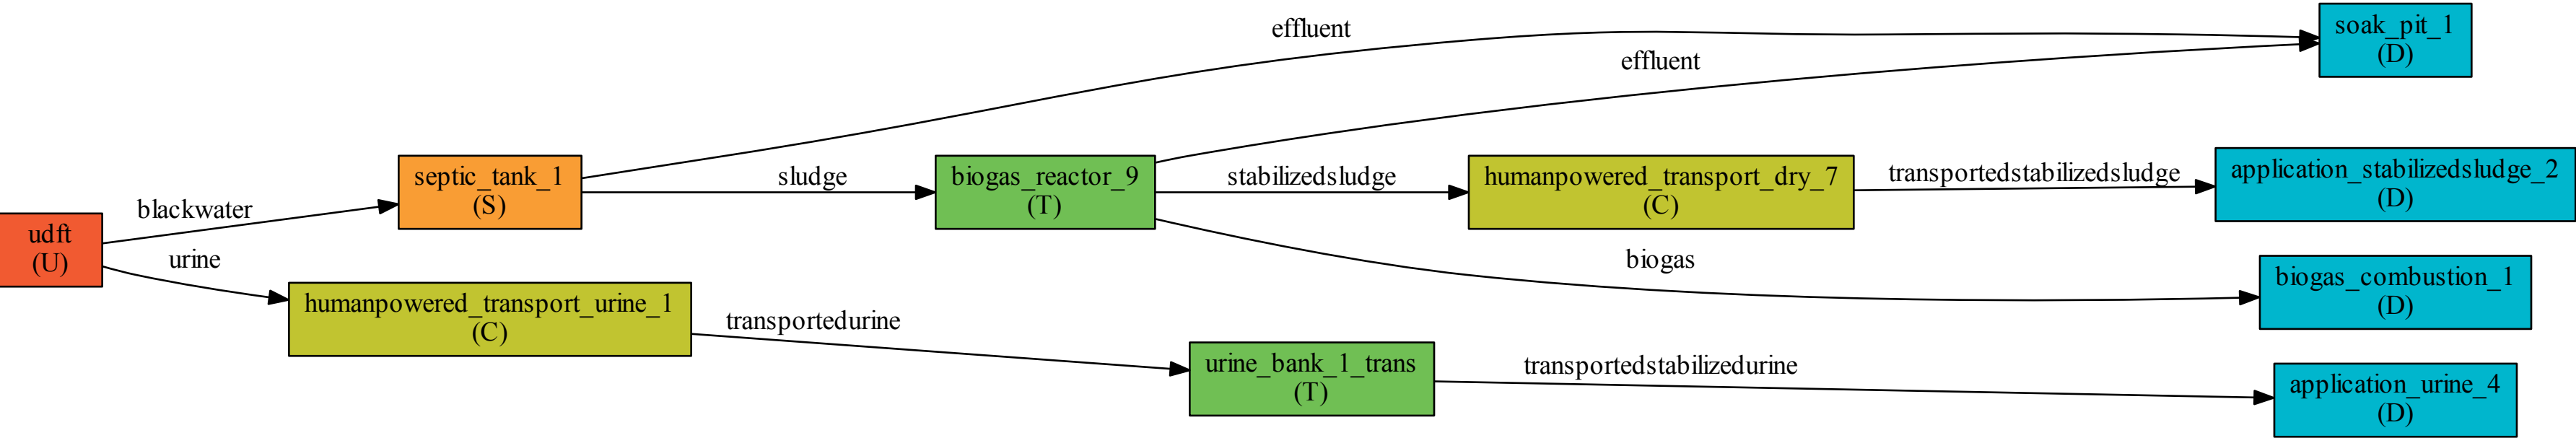 effluent
soak_pit_1
(D)
effluent
septic_tank_1
(S)
sludge
biogas_reactor_9
(T)
stabilizedsludge
humanpowered_transport_dry_7
(C)
transportedstabilizedsludge
application_stabilizedsludge_2
(D)
blackwater
udft
(U)
urine
biogas
biogas_combustion_1
(D)
humanpowered_transport_urine_1
(C)
transportedurine
urine_bank_1_trans
(T)
transportedstabilizedurine
application_urine_4
(D)